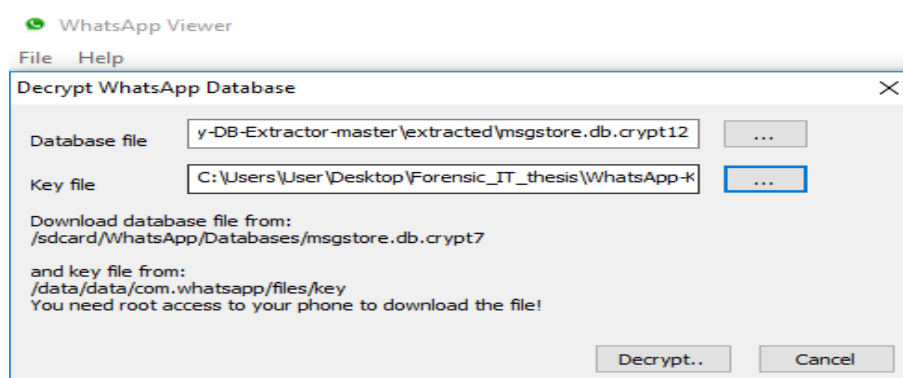 WhatsApp Viewer
File Help
Decrypt WhatsApp Database
Database file y-DB-Extractor-master\extracted\msgstore.db.crypt12 ...
Key file C:\Users\User\Desktop\Forensic_IT_thesis\WhatsApp-K ...
Download database file from:
/sdcard/WhatsApp/Databases/msgstore.db.crypt7
and key file from:
/data/data/com.whatsapp/files/key
You need root access to your phone to download the file!
Decrypt.. Cancel